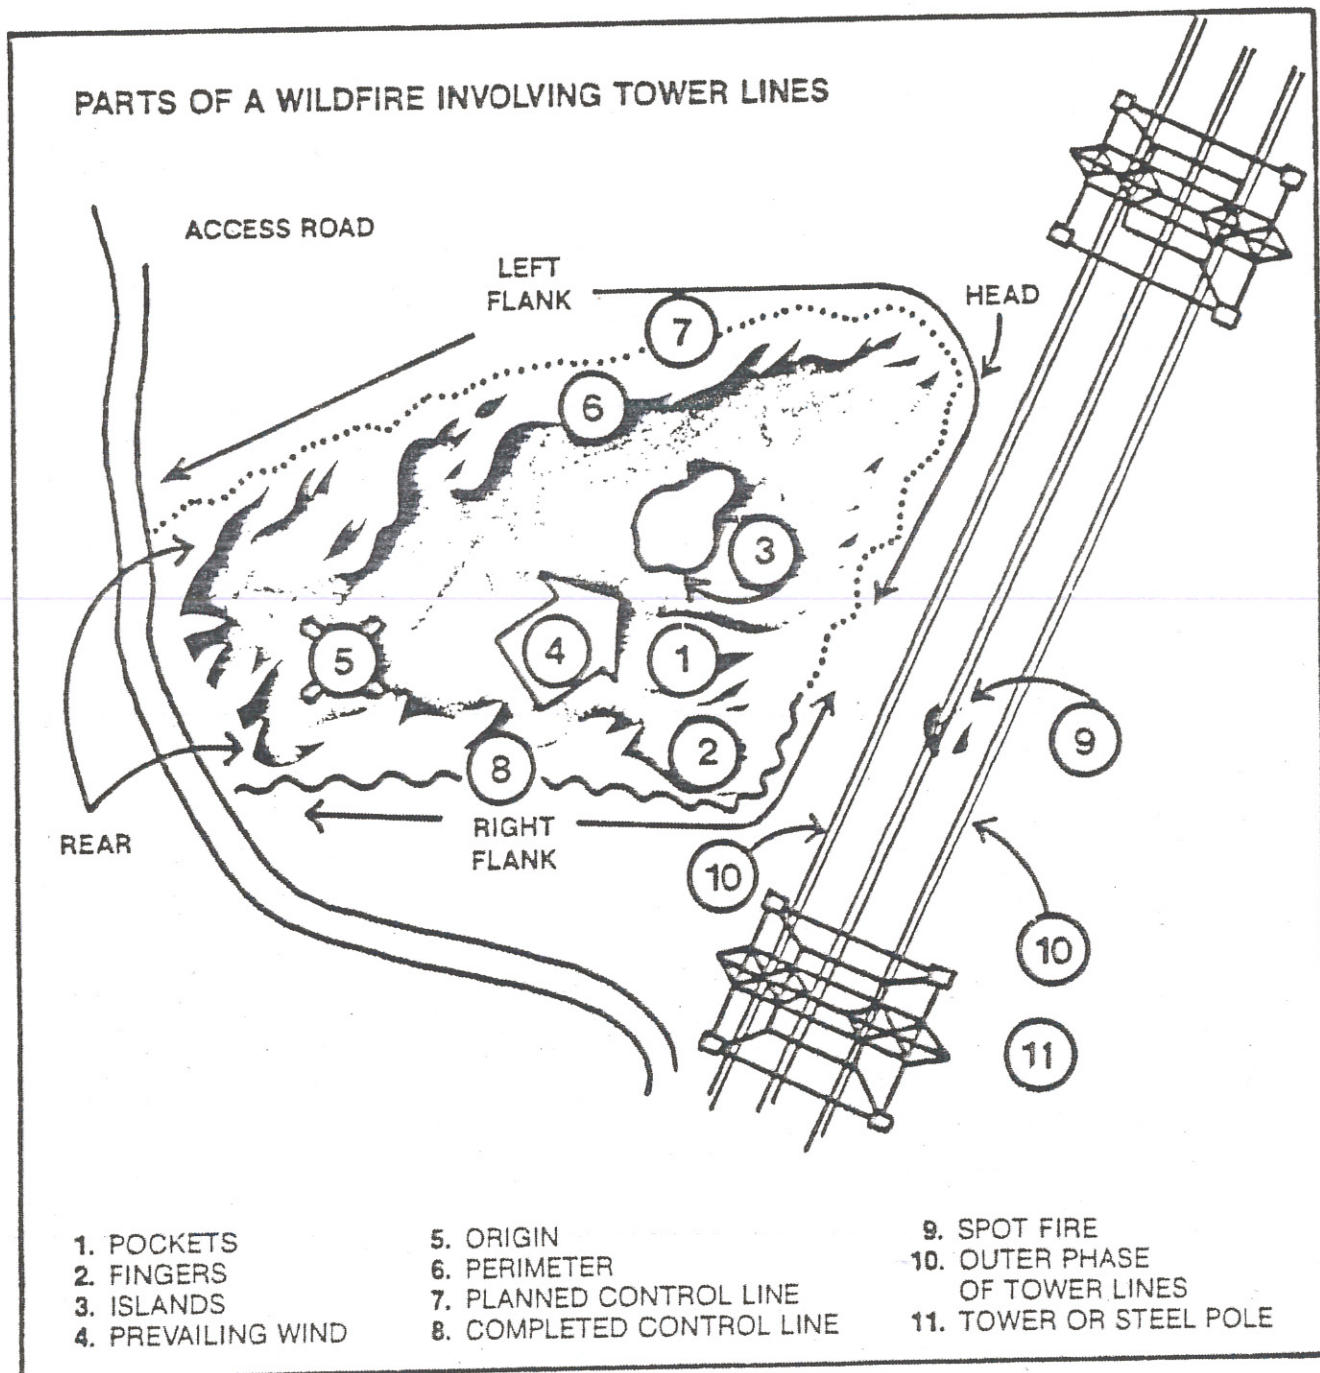 PARTS OF A WILDFIRE INVOLVING TOWER LINES
ACCESS ROAD
LEFT
FLANK
HEAD
7
6
3
5
4
1
2
8
9
REAR
RIGHT
FLANK
10
10
11
1. POCKETS
2. FINGERS
3. ISLANDS
4. PREVAILING WIND
5. ORIGIN
6. PERIMETER
7. PLANNED CONTROL LINE
8. COMPLETED CONTROL LINE
9. SPOT FIRE
10. OUTER PHASE
OF TOWER LINES
11. TOWER OR STEEL POLE